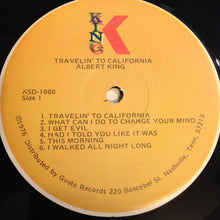 KING
K
TRAVELIN' TO CALIFORNIA
ALBERT KING
KSD-1060
Side 1
1. TRAVELIN' TO CALIFORNIA
2. WHAT CAN I DO TO CHANGE YOUR MIND
3. I GET EVIL
4. HAD I TOLD YOU LIKE IT WAS
5. THIS MORNING
6. I WALKED ALL NIGHT LONG
©1976 Distributed by Gusto Records 220 Boscobel St. Nashville, Tenn. 37213